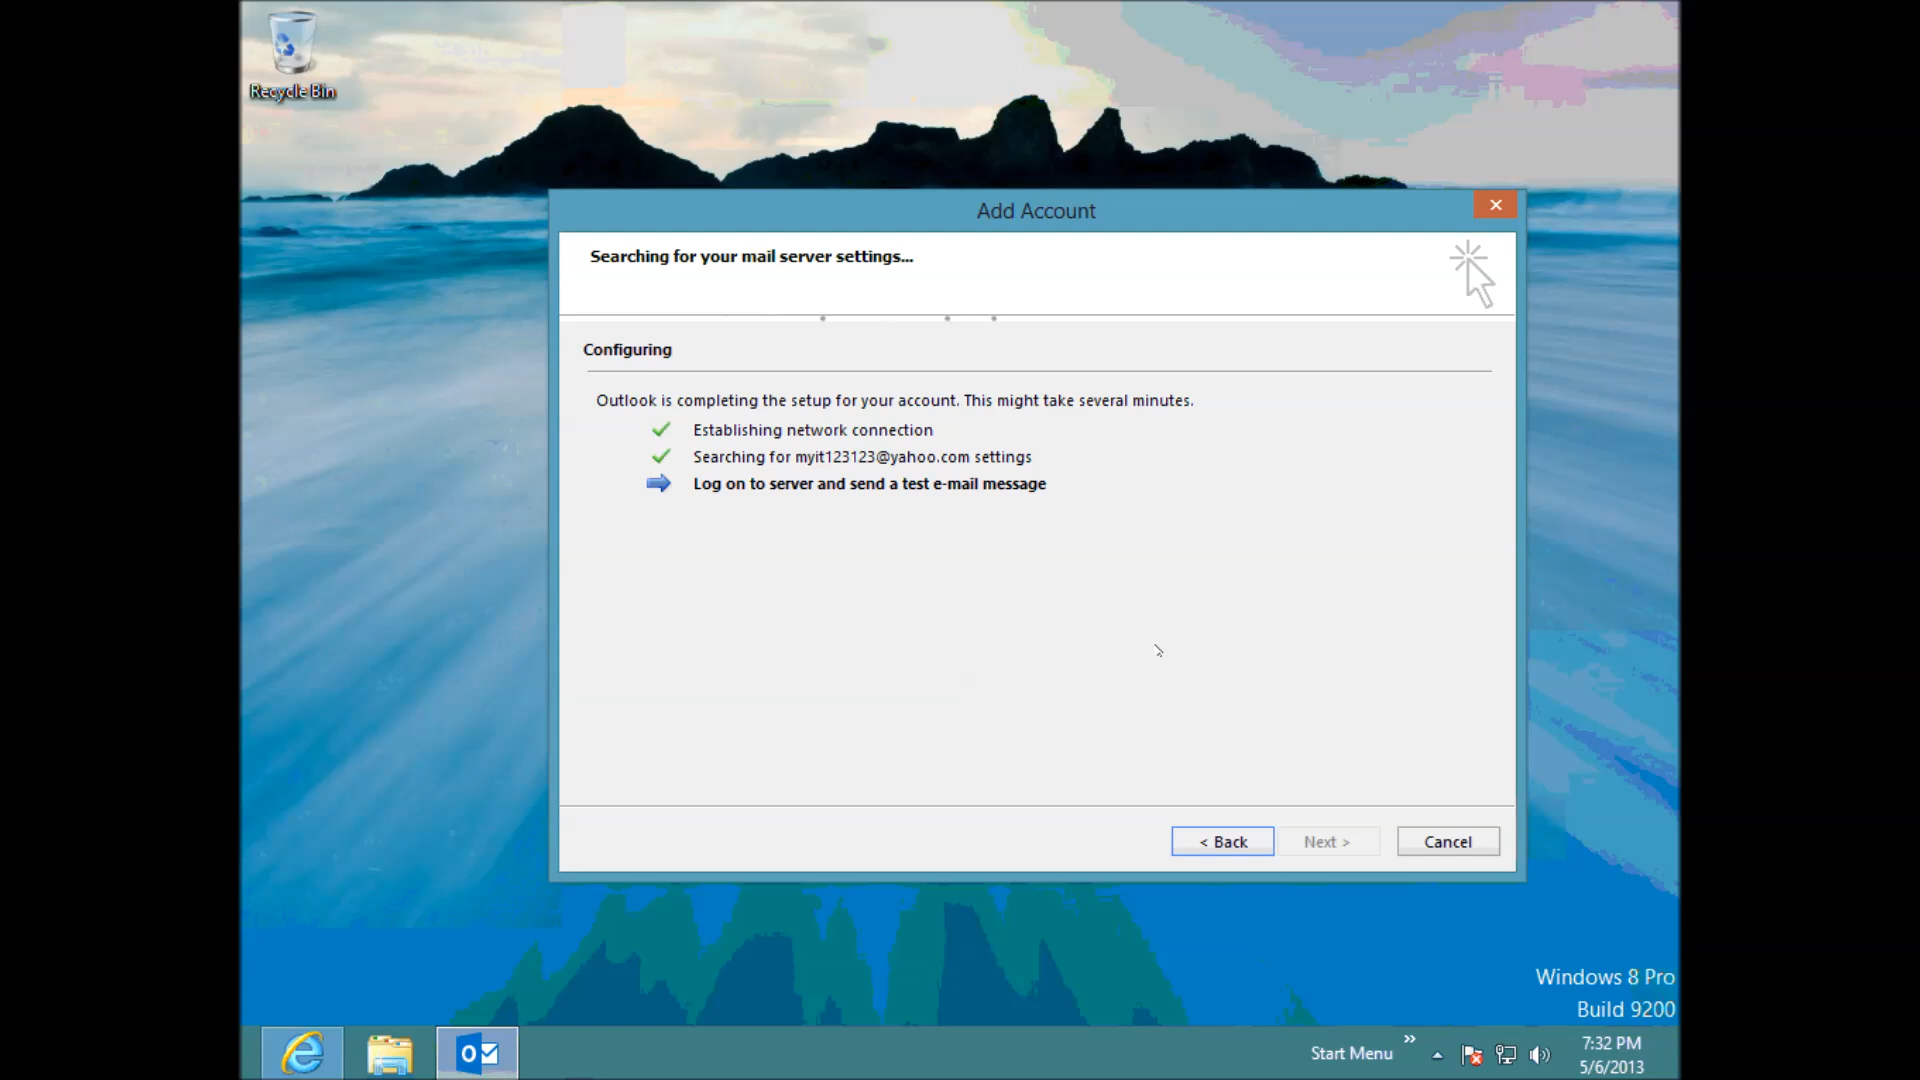 Recycle Bin
Add Account
Searching for your mail server settings...
Configuring
Outlook is completing the setup for your account. This might take several minutes.
Establishing network connection
Searching for myit123123@yahoo.com settings
Log on to server and send a test e-mail message
< Back
Next >
Cancel
Windows 8 Pro
Build 9200
Start Menu
7:32 PM
5/6/2013